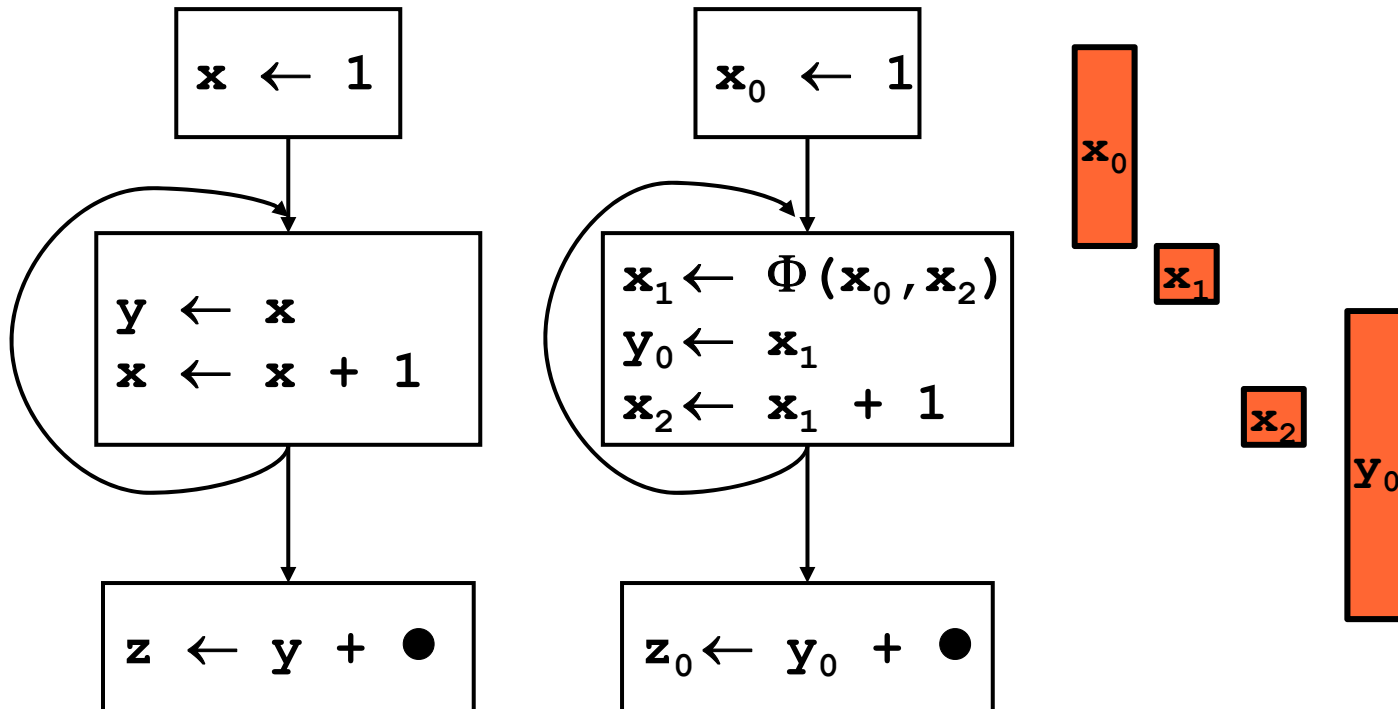 x ← 1
y ← x
x ← x + 1
z ← y + ●
x₀ ← 1
x₁ ← Φ(x₀,x₂)
y₀ ← x₁
x₂ ← x₁ + 1
z₀ ← y₀ + ●
x₀
x₁
x₂
y₀